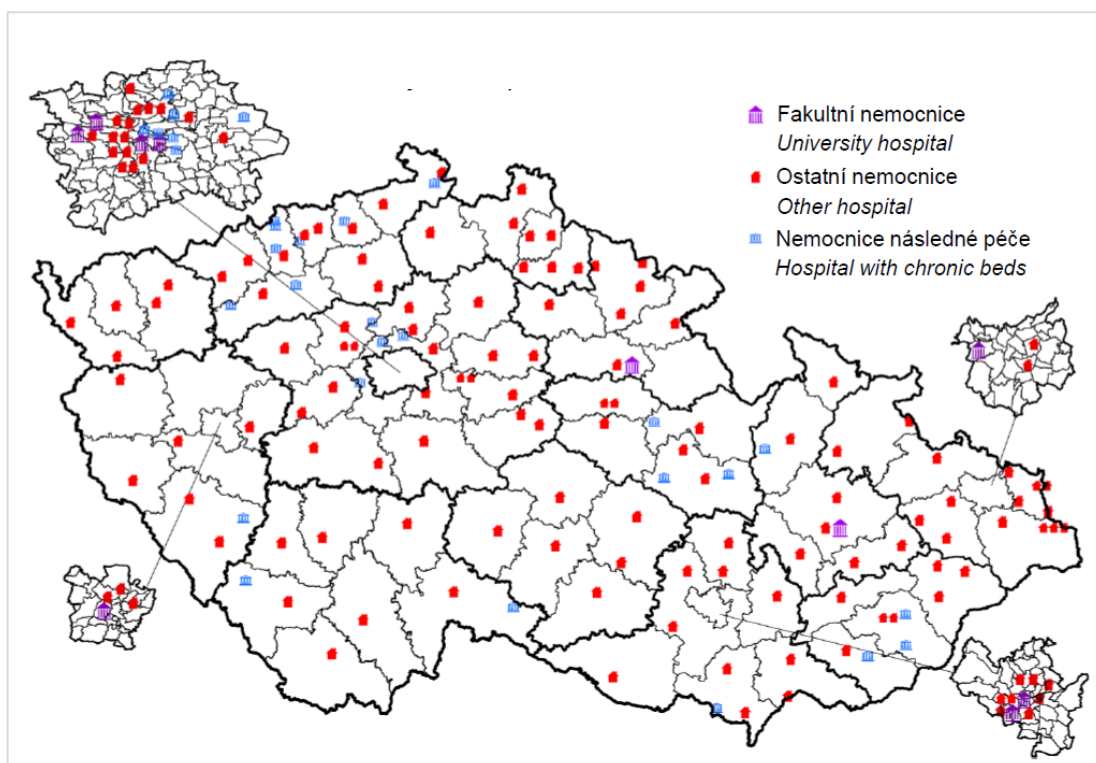 Fakultní nemocnice
University hospital
Ostatní nemocnice
Other hospital
Nemocnice následné péče
Hospital with chronic beds